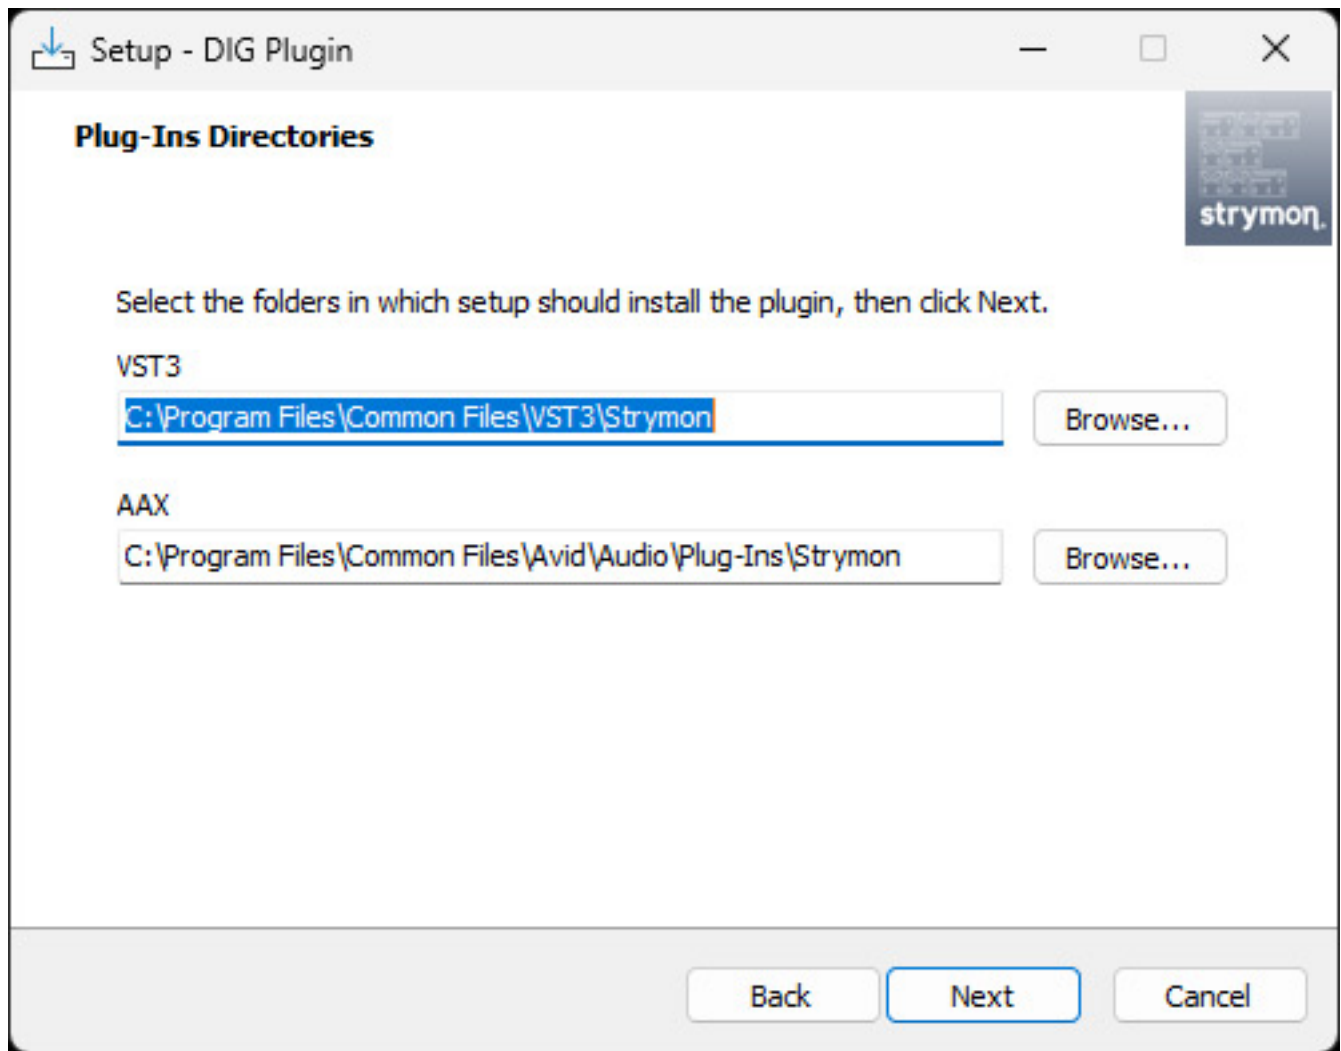 Setup - DIG Plugin
Plug-Ins Directories
strymon.
Select the folders in which setup should install the plugin, then click Next.
VST3
C:\Program Files\Common Files\VST3\Strymon
Browse...
AAX
C:\Program Files\Common Files\Avid\Audio\Plug-Ins\Strymon
Browse...
Back
Next
Cancel